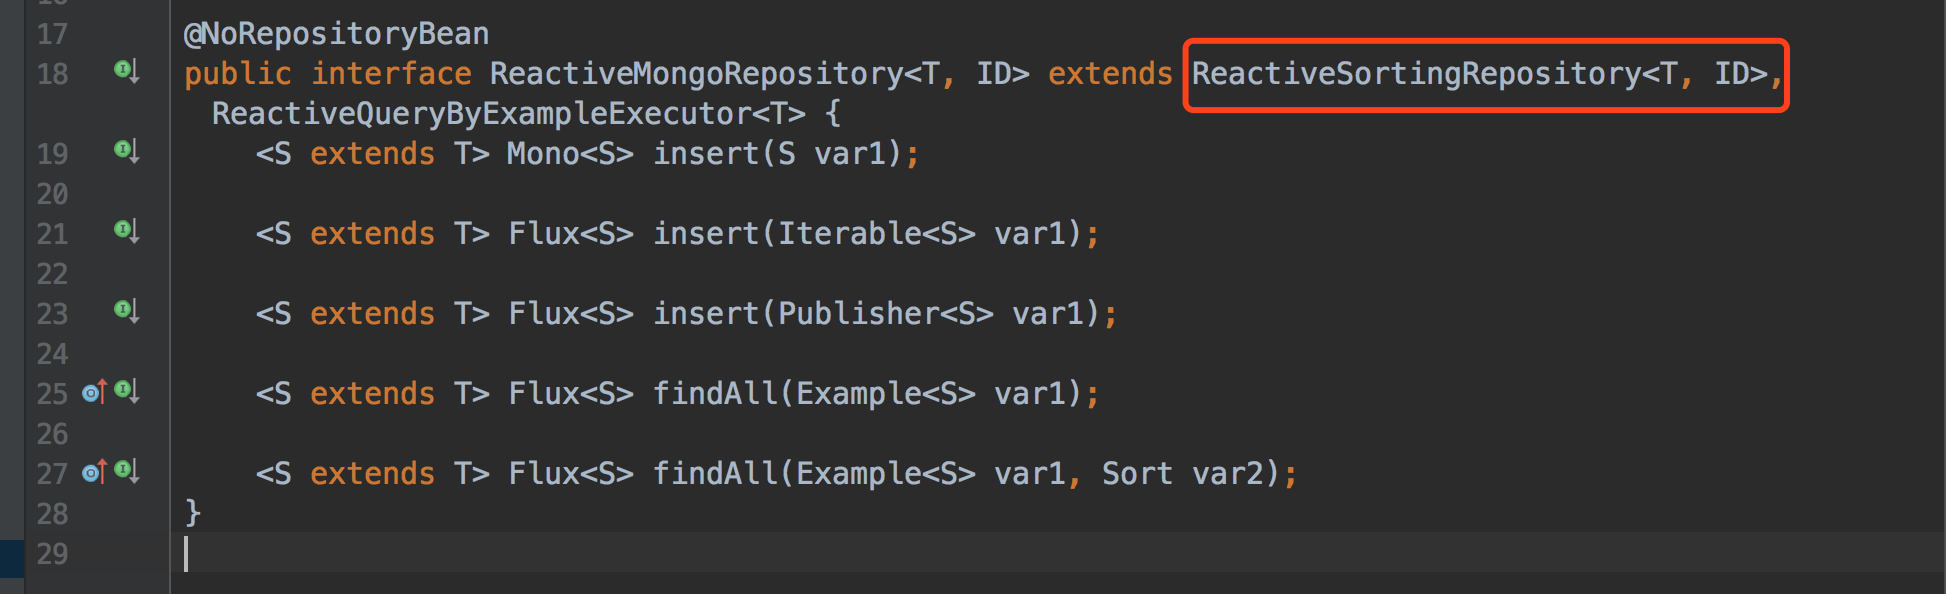 17 @NoRepositoryBean
18 public interface ReactiveMongoRepository<T, ID> extends ReactiveSortingRepository<T, ID>,
ReactiveQueryByExampleExecutor<T> {
19 <S extends T> Mono<S> insert(S var1);
20
21 <S extends T> Flux<S> insert(Iterable<S> var1);
22
23 <S extends T> Flux<S> insert(Publisher<S> var1);
24
25 <S extends T> Flux<S> findAll(Example<S> var1);
26
27 <S extends T> Flux<S> findAll(Example<S> var1, Sort var2);
28 }
29